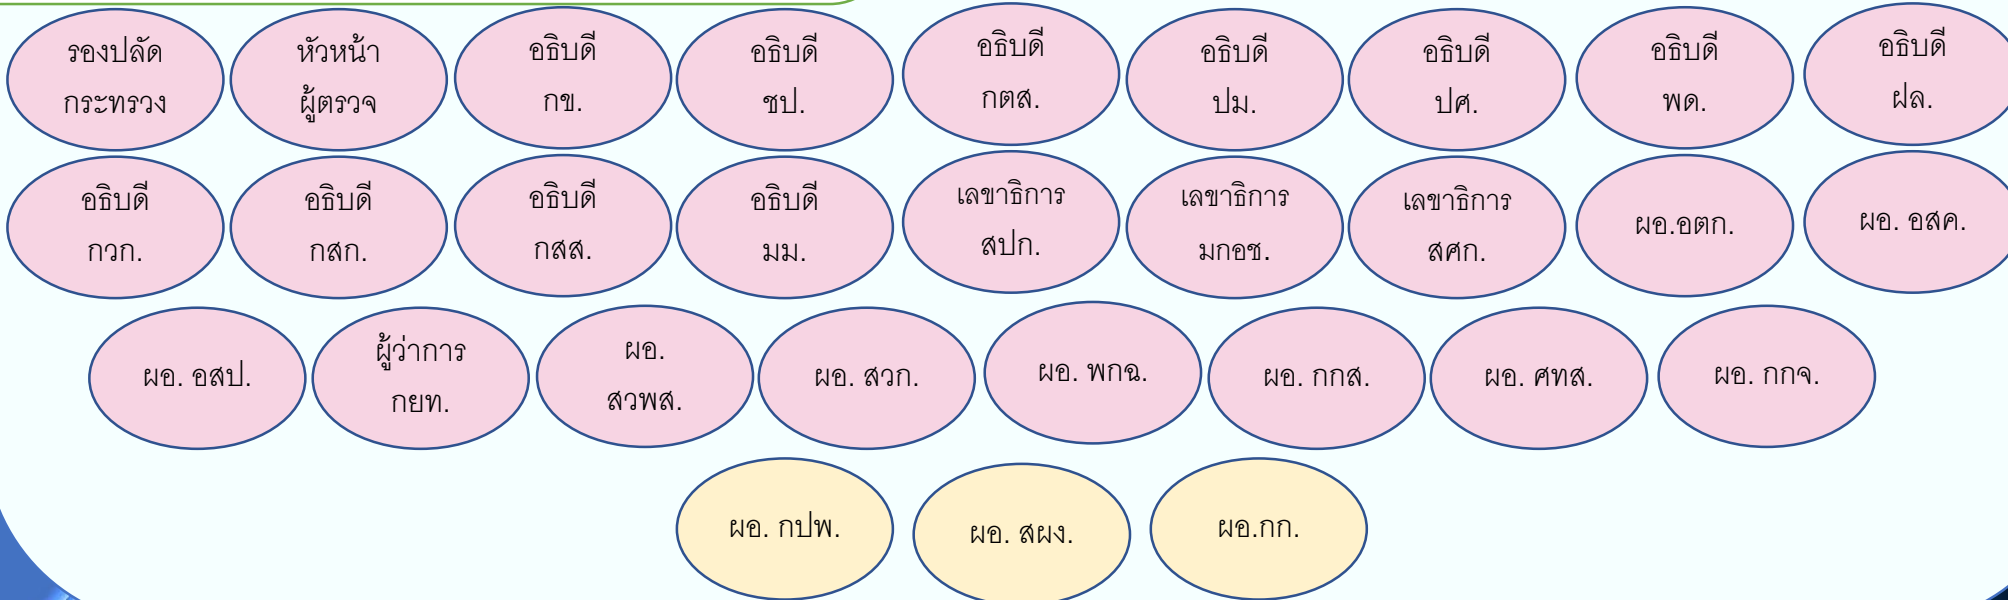 รองปลัด
กระทรวง
หัวหน้า
ผู้ตรวจ
อธิบดี
กข.
อธิบดี
ชป.
อธิบดี
กตส.
อธิบดี
ปม.
อธิบดี
ปศ.
อธิบดี
พด.
อธิบดี
ฝล.
อธิบดี
กวก.
อธิบดี
กสก.
อธิบดี
กสส.
อธิบดี
มม.
เลขาธิการ
สปก.
เลขาธิการ
มกอช.
เลขาธิการ
สศก.
ผอ.อตก.
ผอ. อสค.
ผอ. อสป.
ผู้ว่าการ
กยท.
ผอ.
สวพส.
ผอ. สวก.
ผอ. พกฉ.
ผอ. กกส.
ผอ. ศทส.
ผอ. กกจ.
ผอ. กปพ.
ผอ. สผง.
ผอ.กก.